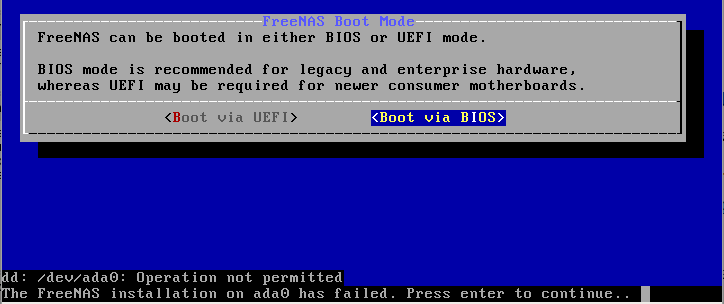 FreeNAS Boot Mode
FreeNAS can be booted in either BIOS or UEFI mode.
BIOS mode is recommended for legacy and enterprise hardware,
whereas UEFI may be required for newer consumer motherboards.
<Boot via UEFI> <Boot via BIOS>
dd: /dev/ada0: Operation not permitted
The FreeNAS installation on ada0 has failed. Press enter to continue..